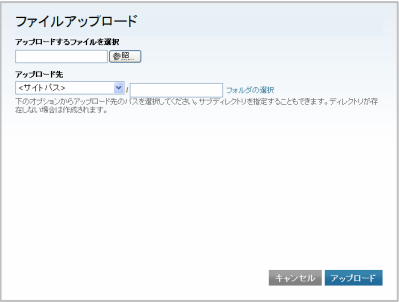 ファイルアップロード
アップロードするファイルを選択
参照...
アップロード先
<サイトパス> / フォルダの選択
下のオプションからアップロード先のパスを選択してください。サブディレクトリを指定することもできます。ディレクトリが存
在しない場合は作成されます。
キャンセル アップロード